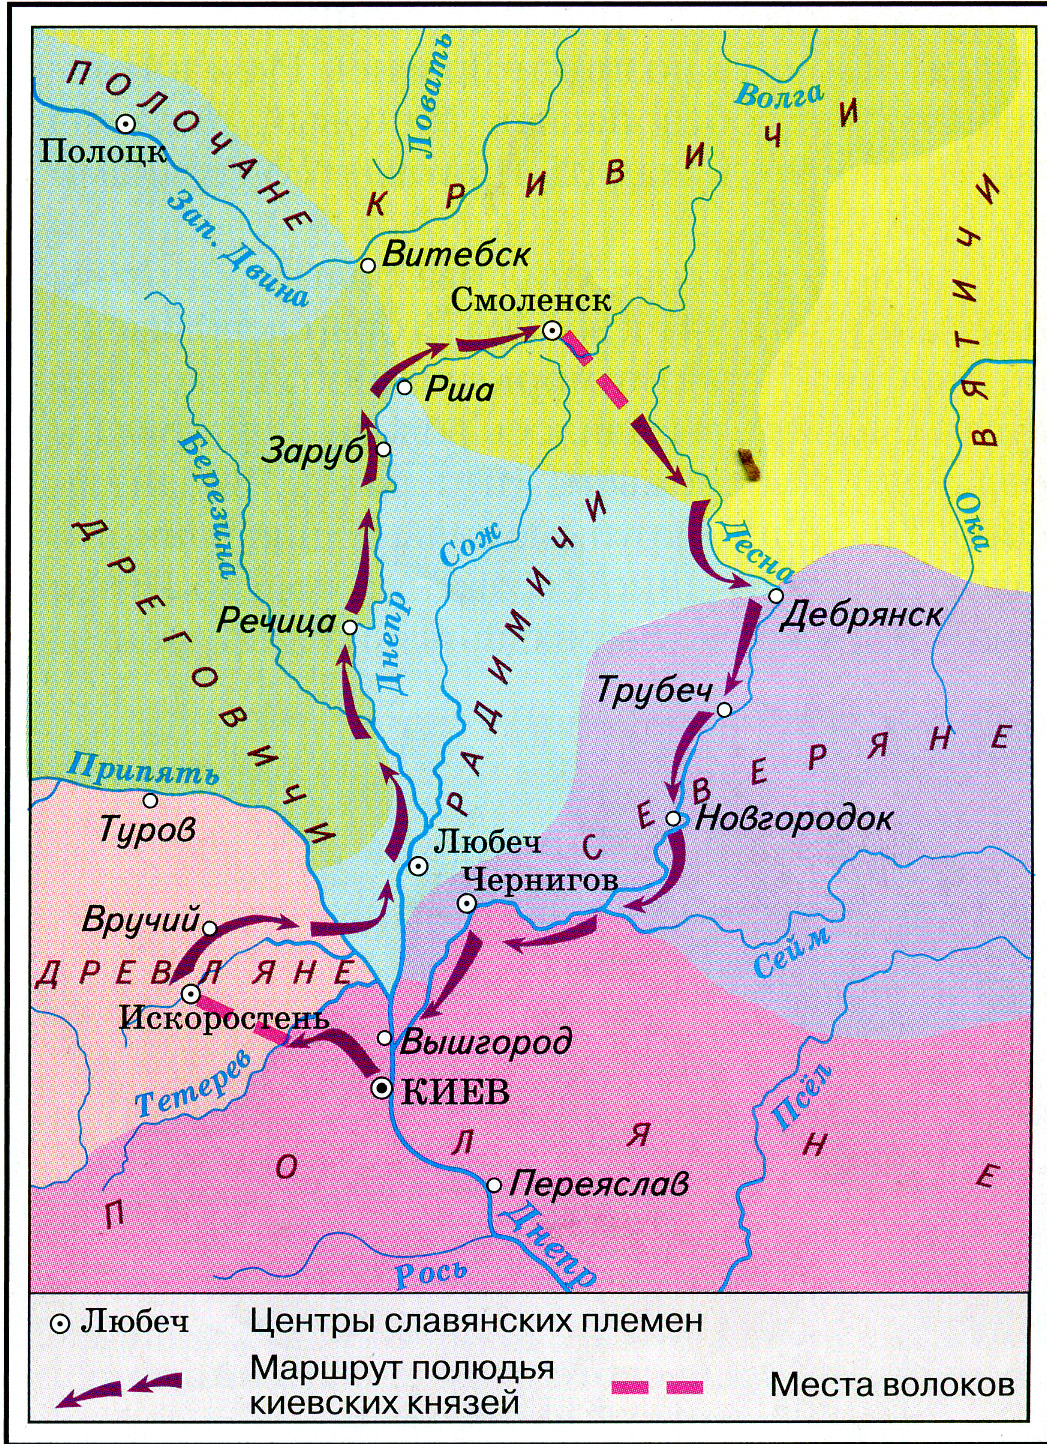 Ловать
Волга
ПОЛОЧАНЕ
Полоцк
КРИВИЧИ
Зап. Двина
Витебск
ВЯТИЧИ
Смоленск
Рша
Заруб
Березина
ДРЕГОВИЧИ
Сож
Десна
Ока
Дебрянск
Речица
Днепр
РАДИМИЧИ
Трубеч
СЕВЕРЯНЕ
Припять
Туров
Новгородок
Любеч
Чернигов
Вручий
Сейм
ДРЕВЛЯНЕ
Искоростень
Вышгород
Тетерев
КИЕВ
Псёл
ПОЛЯНЕ
Переяслав
Днепр
Рось
Любеч Центры славянских племен
Маршрут полюдья
киевских князей
Места волоков